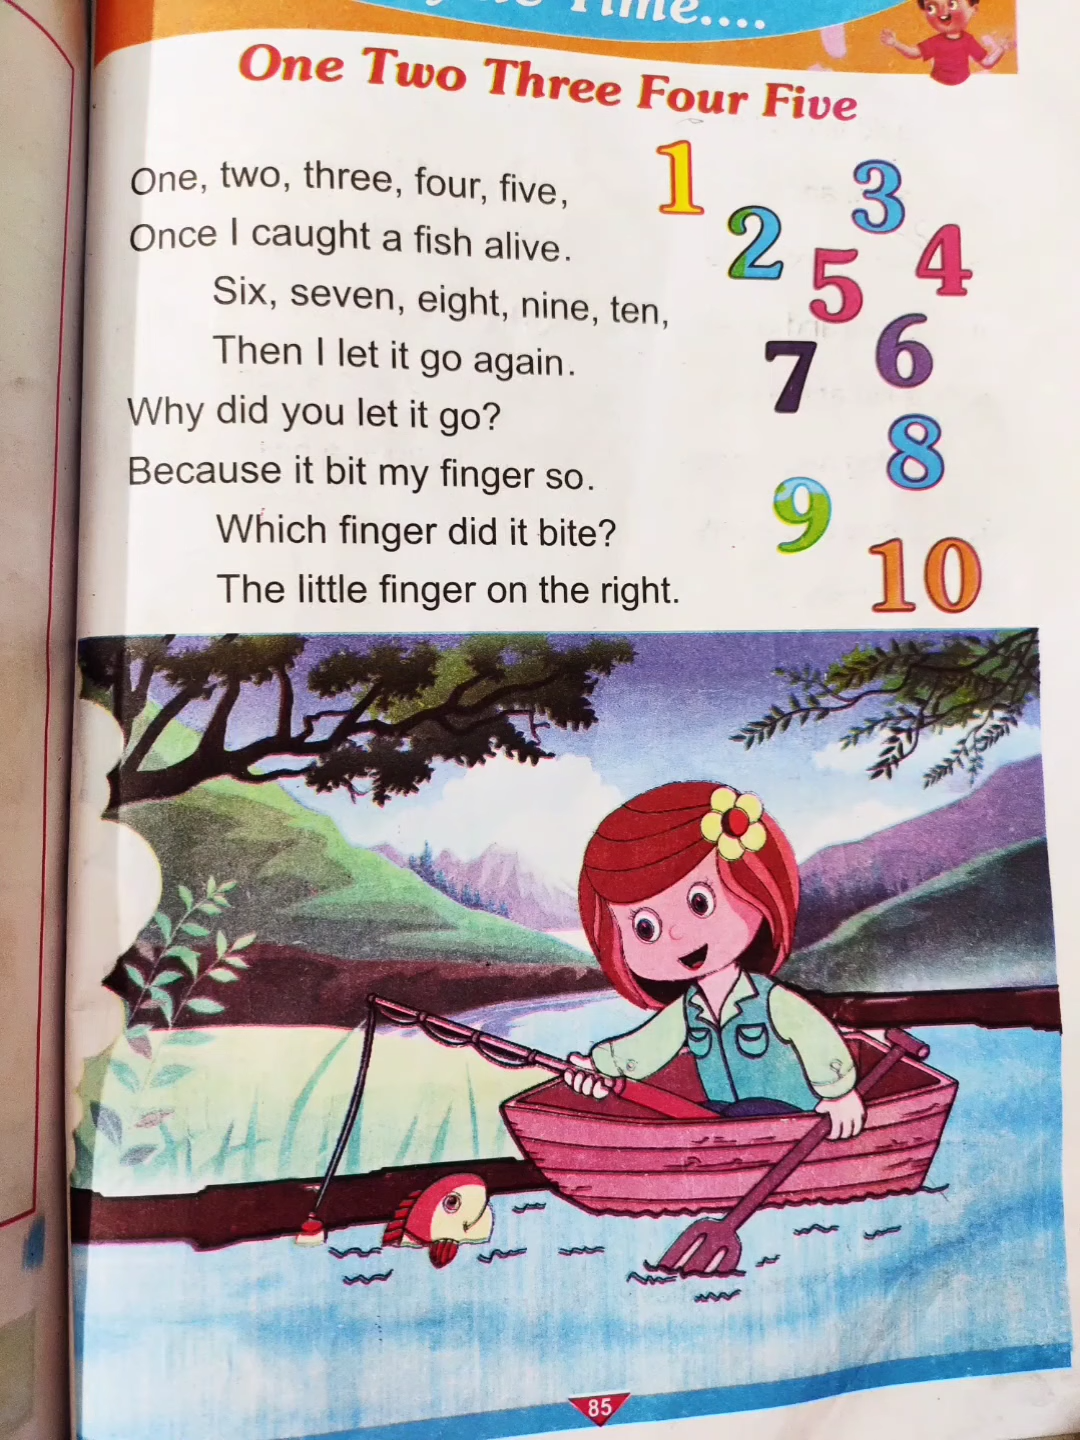 Time....
One Two Three Four Five
One, two, three, four, five,
Once I caught a fish alive.
Six, seven, eight, nine, ten,
Then I let it go again.
Why did you let it go?
Because it bit my finger so.
Which finger did it bite?
The little finger on the right.
1
2
3
4
5
6
7
8
9
10
85